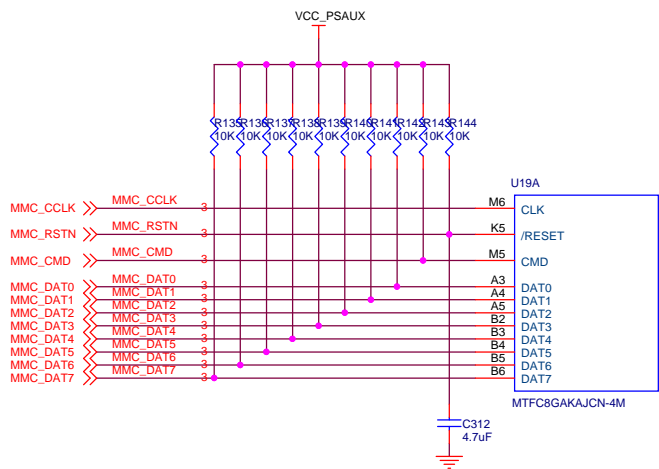 VCC_PSAUX
R135 R136 R137 R138 R139 R140 R141 R142 R143 R144
10K 10K 10K 10K 10K 10K 10K 10K 10K 10K
U19A
MMC_CCLK MMC_CCLK 3 M6 CLK
MMC_RSTN MMC_RSTN 3 K5 /RESET
MMC_CMD MMC_CMD 3 M5 CMD
MMC_DAT0 MMC_DAT0 3 A3 DAT0
MMC_DAT1 MMC_DAT1 3 A4 DAT1
MMC_DAT2 MMC_DAT2 3 A5 DAT2
MMC_DAT3 MMC_DAT3 3 B2 DAT3
MMC_DAT4 MMC_DAT4 3 B3 DAT4
MMC_DAT5 MMC_DAT5 3 B4 DAT5
MMC_DAT6 MMC_DAT6 3 B5 DAT6
MMC_DAT7 MMC_DAT7 3 B6 DAT7
MTFC8GAKAJCN-4M
C312
4.7uF